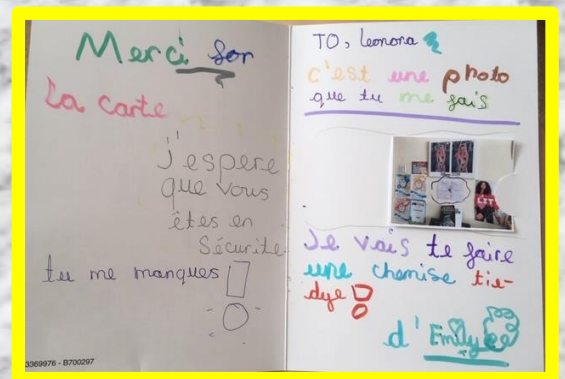 Merci for
la carte
j'espere
que vous
êtes en
Sécurite
tu me manques!
3369976 - B700297
TO, Leonora
c'est une photo
que tu me fais
Je vais te faire
une chemise tie-
dye!
d'Emily